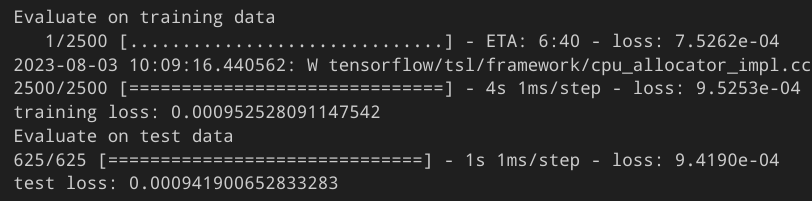 Evaluate on training data
1/2500 [..............................] - ETA: 6:40 - loss: 7.5262e-04
2023-08-03 10:09:16.440562: W tensorflow/tsl/framework/cpu_allocator_impl.cc
2500/2500 [==============================] - 4s 1ms/step - loss: 9.5253e-04
training loss: 0.000952528091147542
Evaluate on test data
625/625 [==============================] - 1s 1ms/step - loss: 9.4190e-04
test loss: 0.000941900652833283